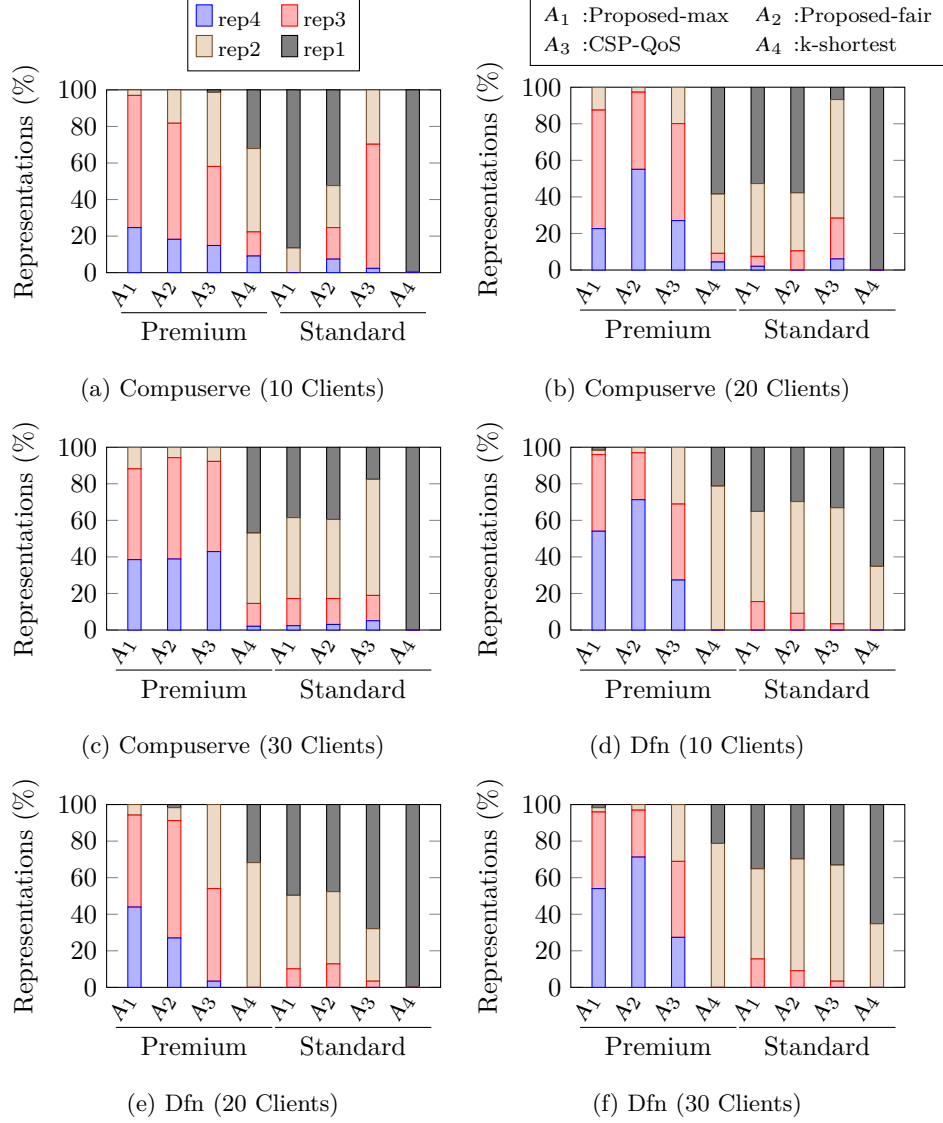 rep4 rep3
rep2 rep1
A1 :Proposed-max A2 :Proposed-fair
A3 :CSP-QoS A4 :k-shortest
Representations (%)
100
80
60
40
20
0
A1 A2 A3 A4 A1 A2 A3 A4
Premium Standard
(a) Compuserve (10 Clients)
Representations (%)
100
80
60
40
20
0
A1 A2 A3 A4 A1 A2 A3 A4
Premium Standard
(b) Compuserve (20 Clients)
Representations (%)
100
80
60
40
20
0
A1 A2 A3 A4 A1 A2 A3 A4
Premium Standard
(c) Compuserve (30 Clients)
Representations (%)
100
80
60
40
20
0
A1 A2 A3 A4 A1 A2 A3 A4
Premium Standard
(d) Dfn (10 Clients)
Representations (%)
100
80
60
40
20
0
A1 A2 A3 A4 A1 A2 A3 A4
Premium Standard
(e) Dfn (20 Clients)
Representations (%)
100
80
60
40
20
0
A1 A2 A3 A4 A1 A2 A3 A4
Premium Standard
(f) Dfn (30 Clients)